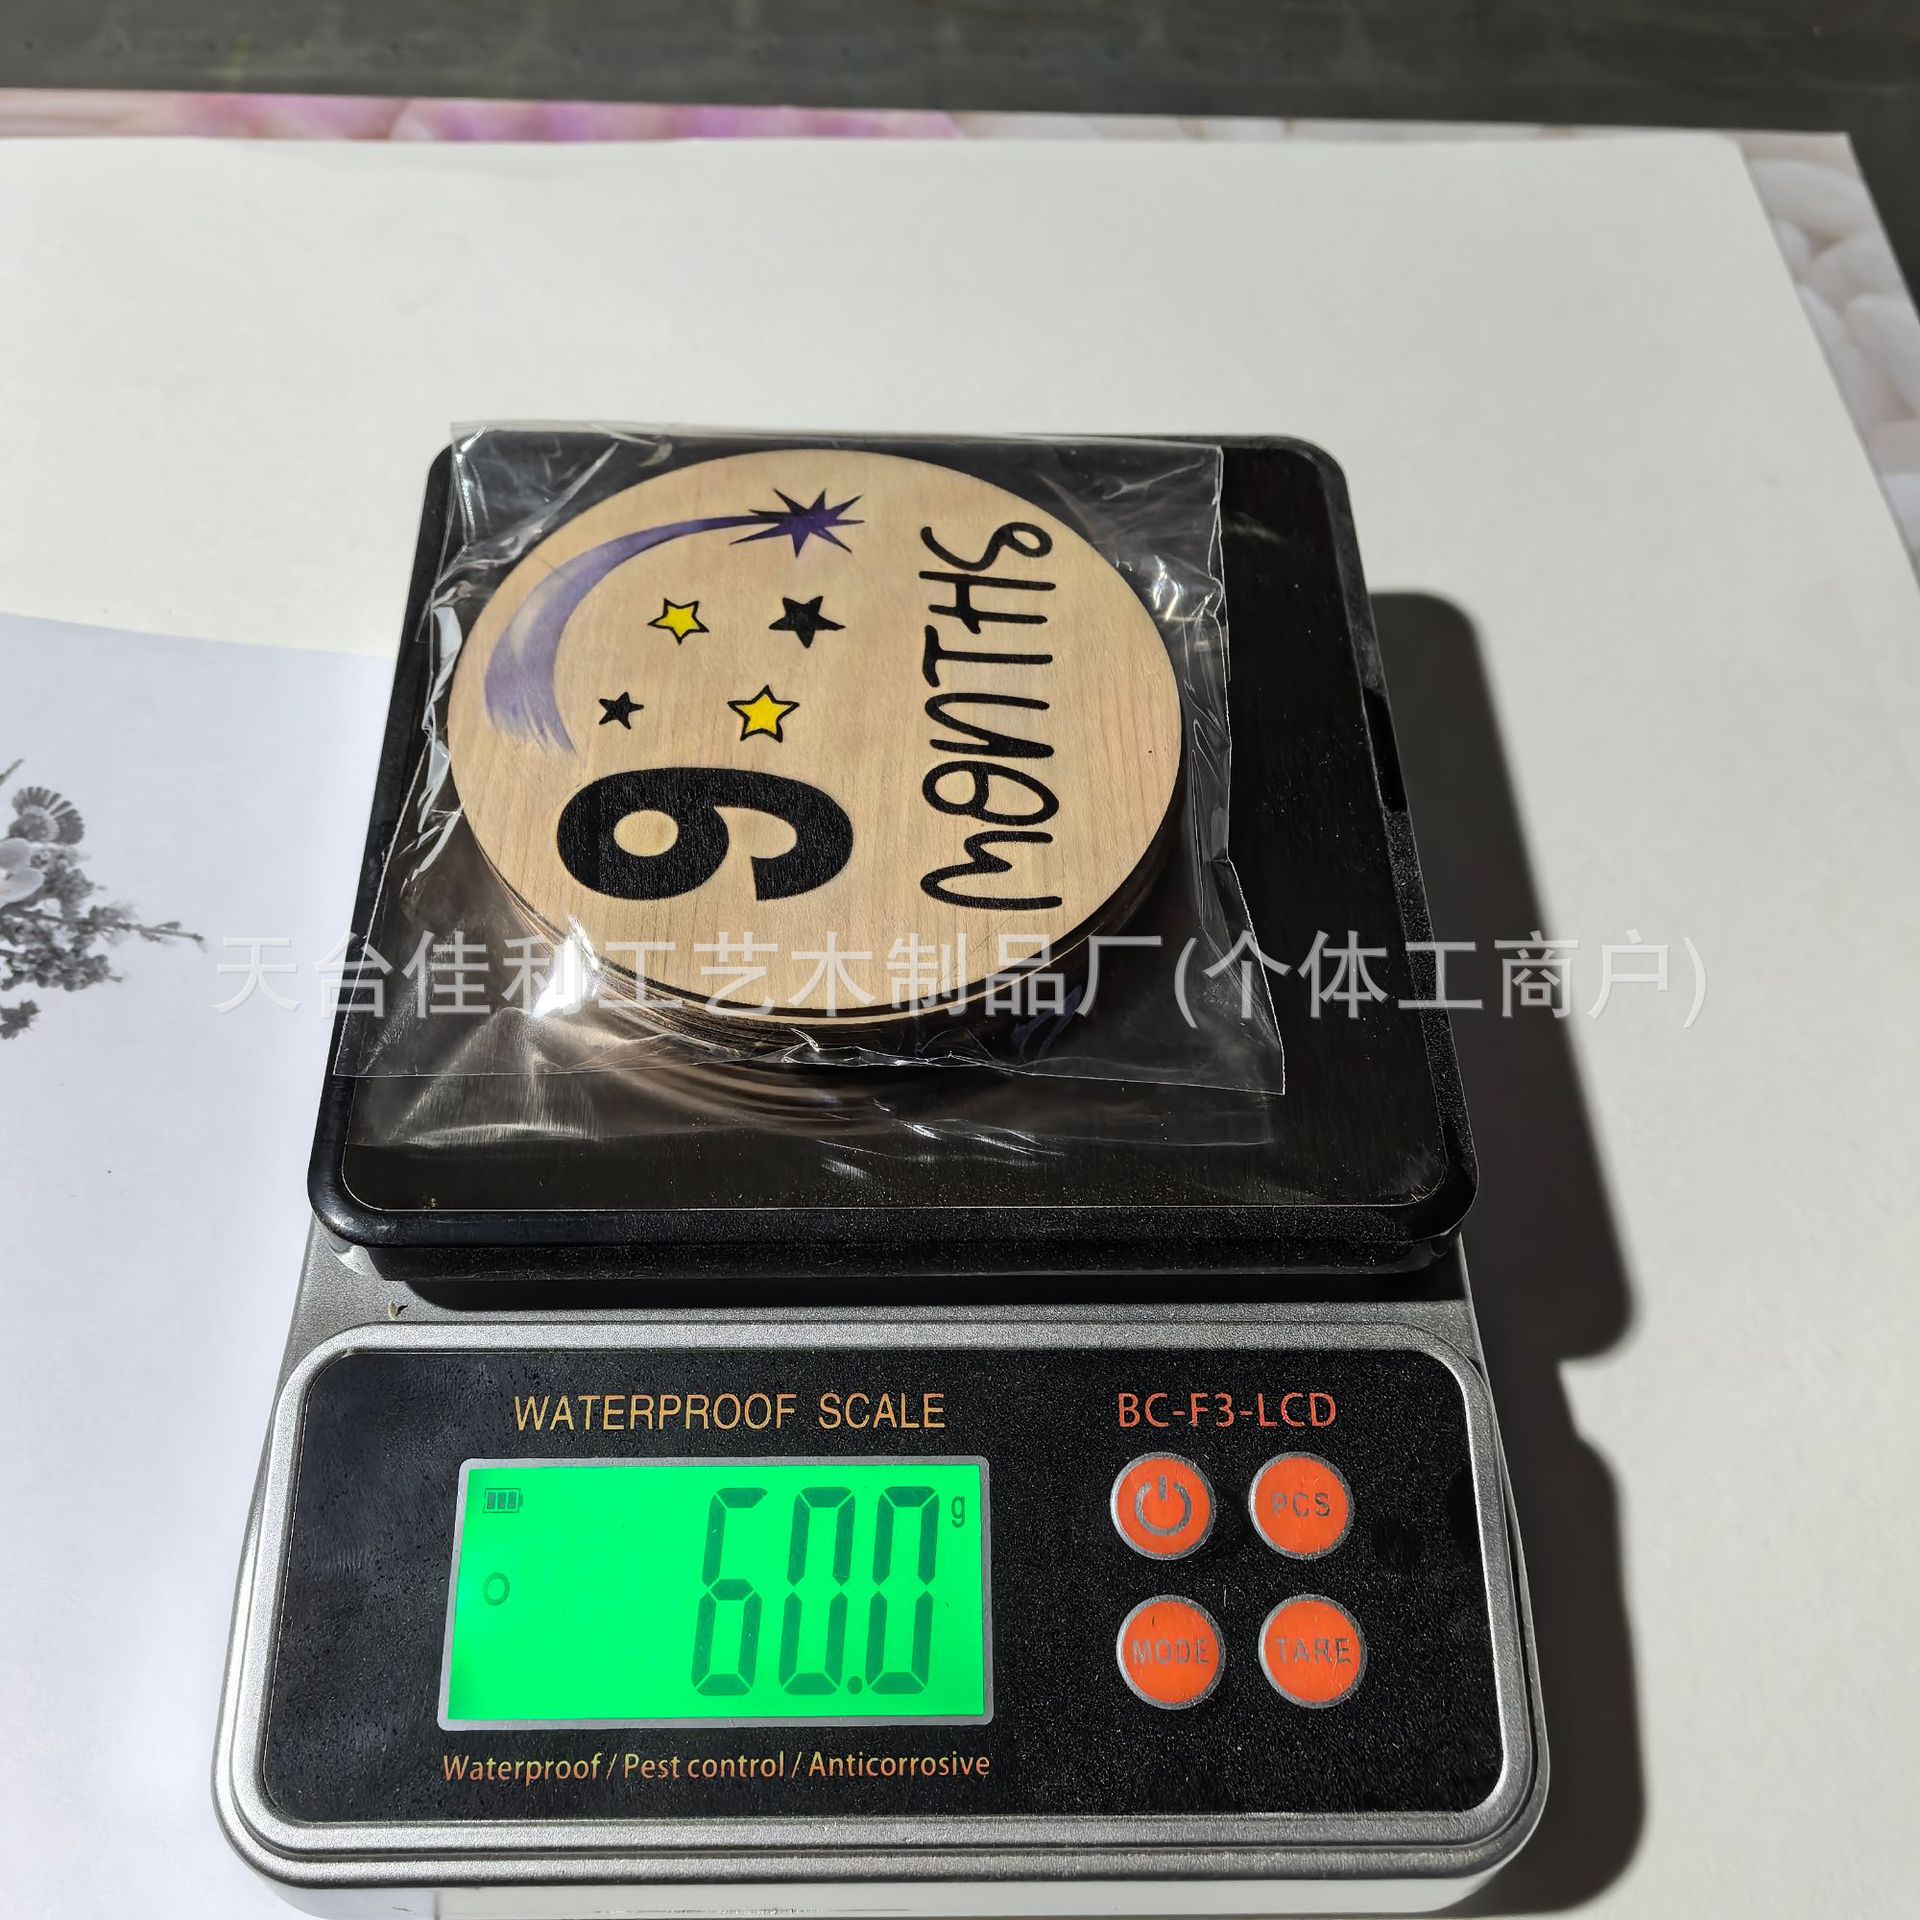 9
MONTHS
天台佳利工艺木制品厂(个体工商户)
WATERPROOF SCALE
BC-F3-LCD
60.0 g
PCS
MODE
TARE
Waterproof / Pest control / Anticorrosive